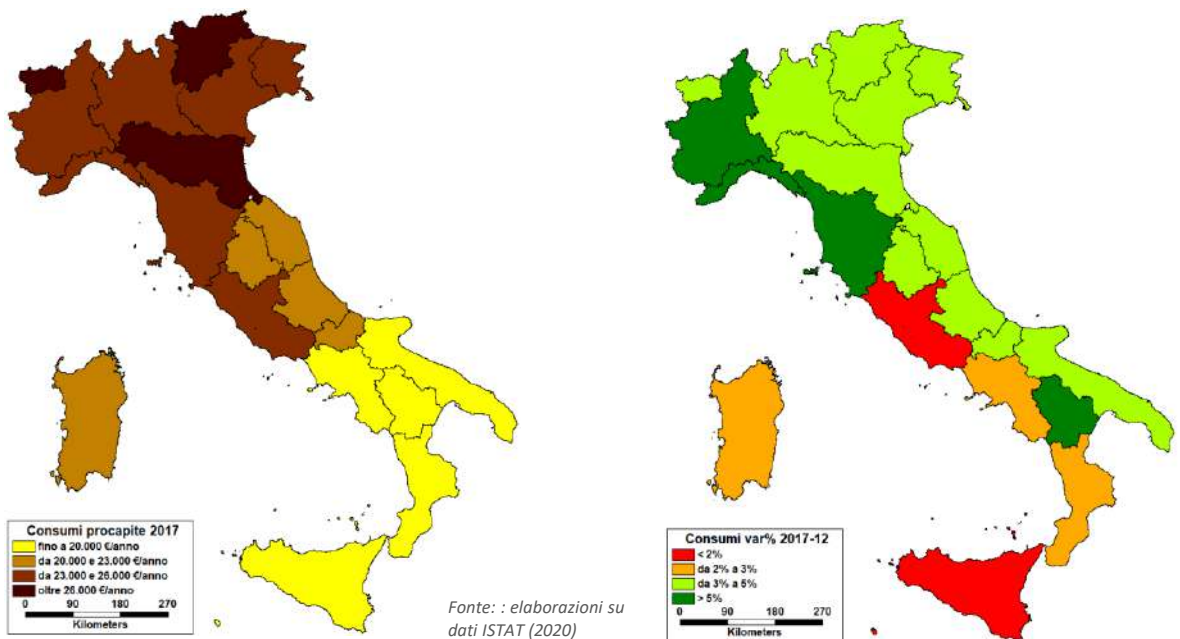 Consumi procapite 2017
fino a 20.000 €/anno
da 20.000 e 23.000 €/anno
da 23.000 e 26.000 €/anno
oltre 26.000 €/anno
0 90 180 270
Kilometers
Fonte: : elaborazioni su
dati ISTAT (2020)
Consumi var% 2017-12
< 2%
da 2% a 3%
da 3% a 5%
> 5%
0 90 180 270
Kilometers